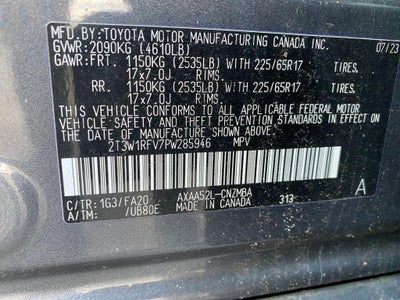 MFD.BY:TOYOTA MOTOR MANUFACTURING CANADA INC.
GVWR:2090KG (4610LB) 07/23
GAWR:FRT. 1150KG (2535LB) WITH 225/65R17 TIRES,
17x7.0J RIMS.
RR. 1150KG (2535LB) WITH 225/65R17 TIRES,
17x7.0J RIMS.
THIS VEHICLE CONFORMS TO ALL APPLICABLE FEDERAL MOTOR
VEHICLE SAFETY, BUMPER, AND THEFT PREVENTION STANDARDS IN
EFFECT ON THE DATE OF MANUFACTURE SHOWN ABOVE.
2T3W1RFV7PW285946 MPV
C/TR:1G3/FA20 AXAA52L-CNZMBA A
A/TM: /U680E MADE IN CANADA 313